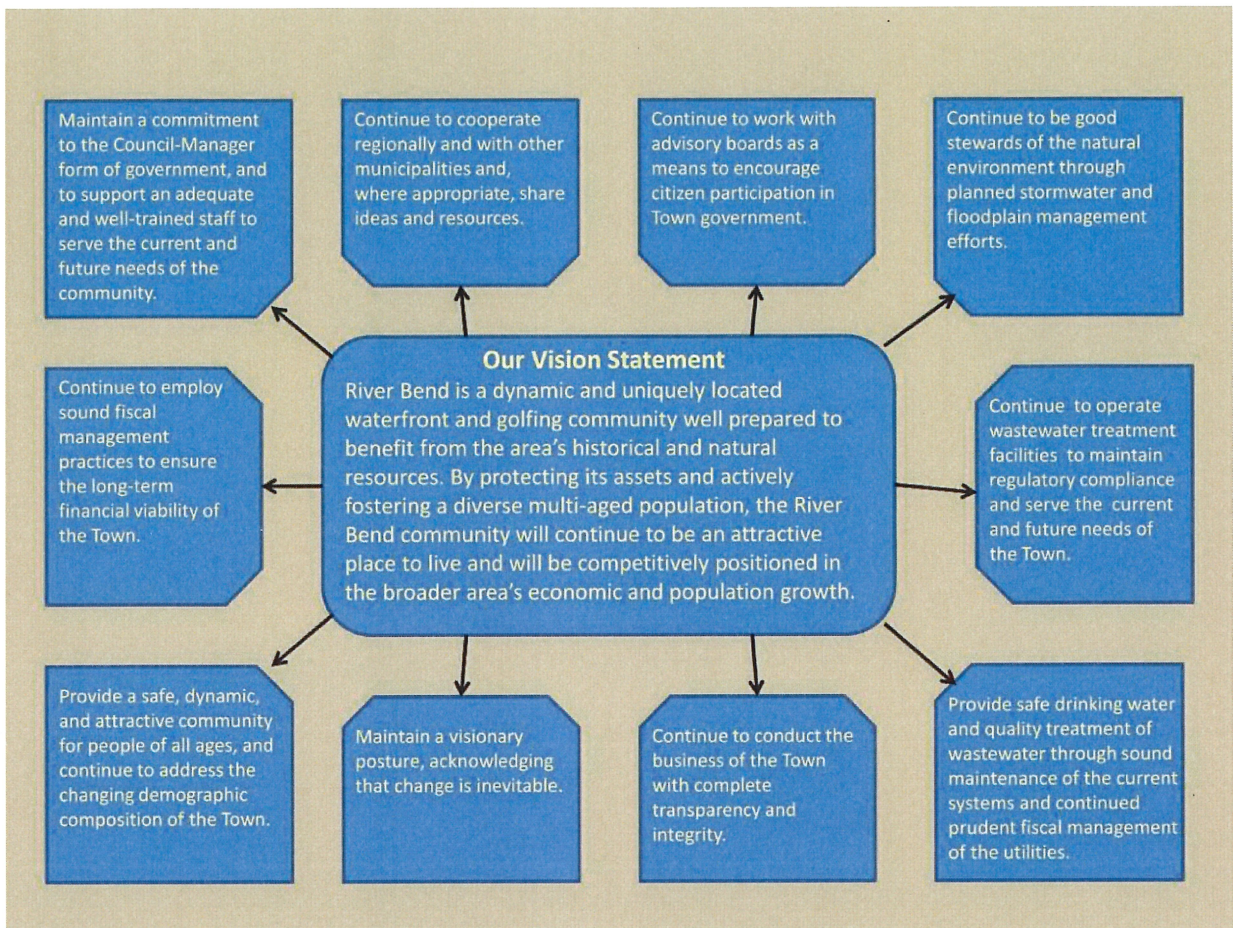 Maintain a commitment
to the Council-Manager
form of government, and
to support an adequate
and well-trained staff to
serve the current and
future needs of the
community.
Continue to cooperate
regionally and with other
municipalities and,
where appropriate, share
ideas and resources.
Continue to work with
advisory boards as a
means to encourage
citizen participation in
Town government.
Continue to be good
stewards of the natural
environment through
planned stormwater and
floodplain management
efforts.
Continue to employ
sound fiscal
management
practices to ensure
the long-term
financial viability of
the Town.
Our Vision Statement
River Bend is a dynamic and uniquely located
waterfront and golfing community well prepared to
benefit from the area's historical and natural
resources. By protecting its assets and actively
fostering a diverse multi-aged population, the River
Bend community will continue to be an attractive
place to live and will be competitively positioned in
the broader area's economic and population growth.
Continue to operate
wastewater treatment
facilities to maintain
regulatory compliance
and serve the current
and future needs of
the Town.
Provide a safe, dynamic,
and attractive community
for people of all ages, and
continue to address the
changing demographic
composition of the Town.
Maintain a visionary
posture, acknowledging
that change is inevitable.
Continue to conduct the
business of the Town
with complete
transparency and
integrity.
Provide safe drinking water
and quality treatment of
wastewater through sound
maintenance of the current
systems and continued
prudent fiscal management
of the utilities.